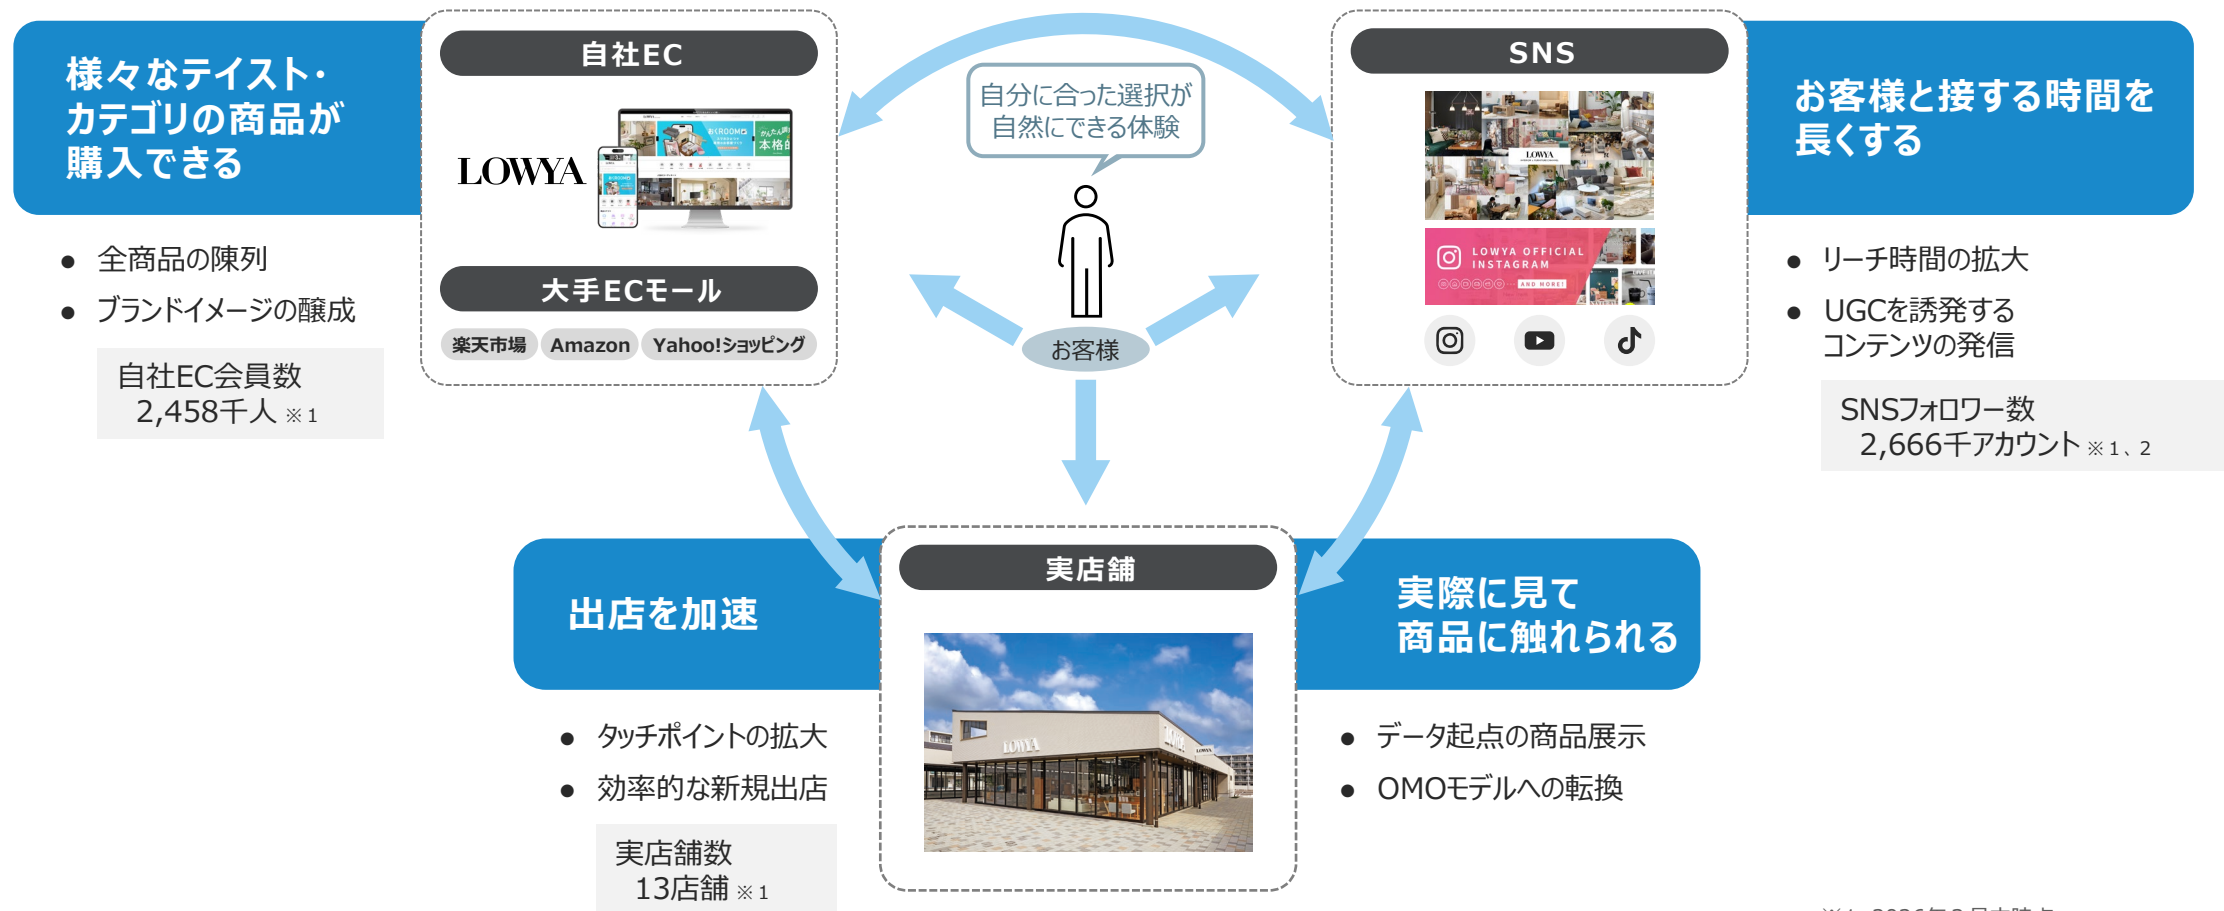 様々なテイスト・
カテゴリの商品が
購入できる
全商品の陳列
ブランドイメージの醸成
自社EC会員数
2,458千人 ※1
自社EC
LOWYA
大手ECモール
楽天市場 Amazon Yahoo!ショッピング
自分に合った選択が
自然にできる体験
お客様
SNS
LOWYA
LOWYA OFFICIAL
INSTAGRAM
AND MORE!
お客様と接する時間を
長くする
リーチ時間の拡大
UGCを誘発する
コンテンツの発信
SNSフォロワー数
2,666千アカウント ※1、2
出店を加速
タッチポイントの拡大
効率的な新規出店
実店舗数
13店舗 ※1
実店舗
LOWYA
LOWYA
LOWYA
実際に見て
商品に触れられる
データ起点の商品展示
OMOモデルへの転換